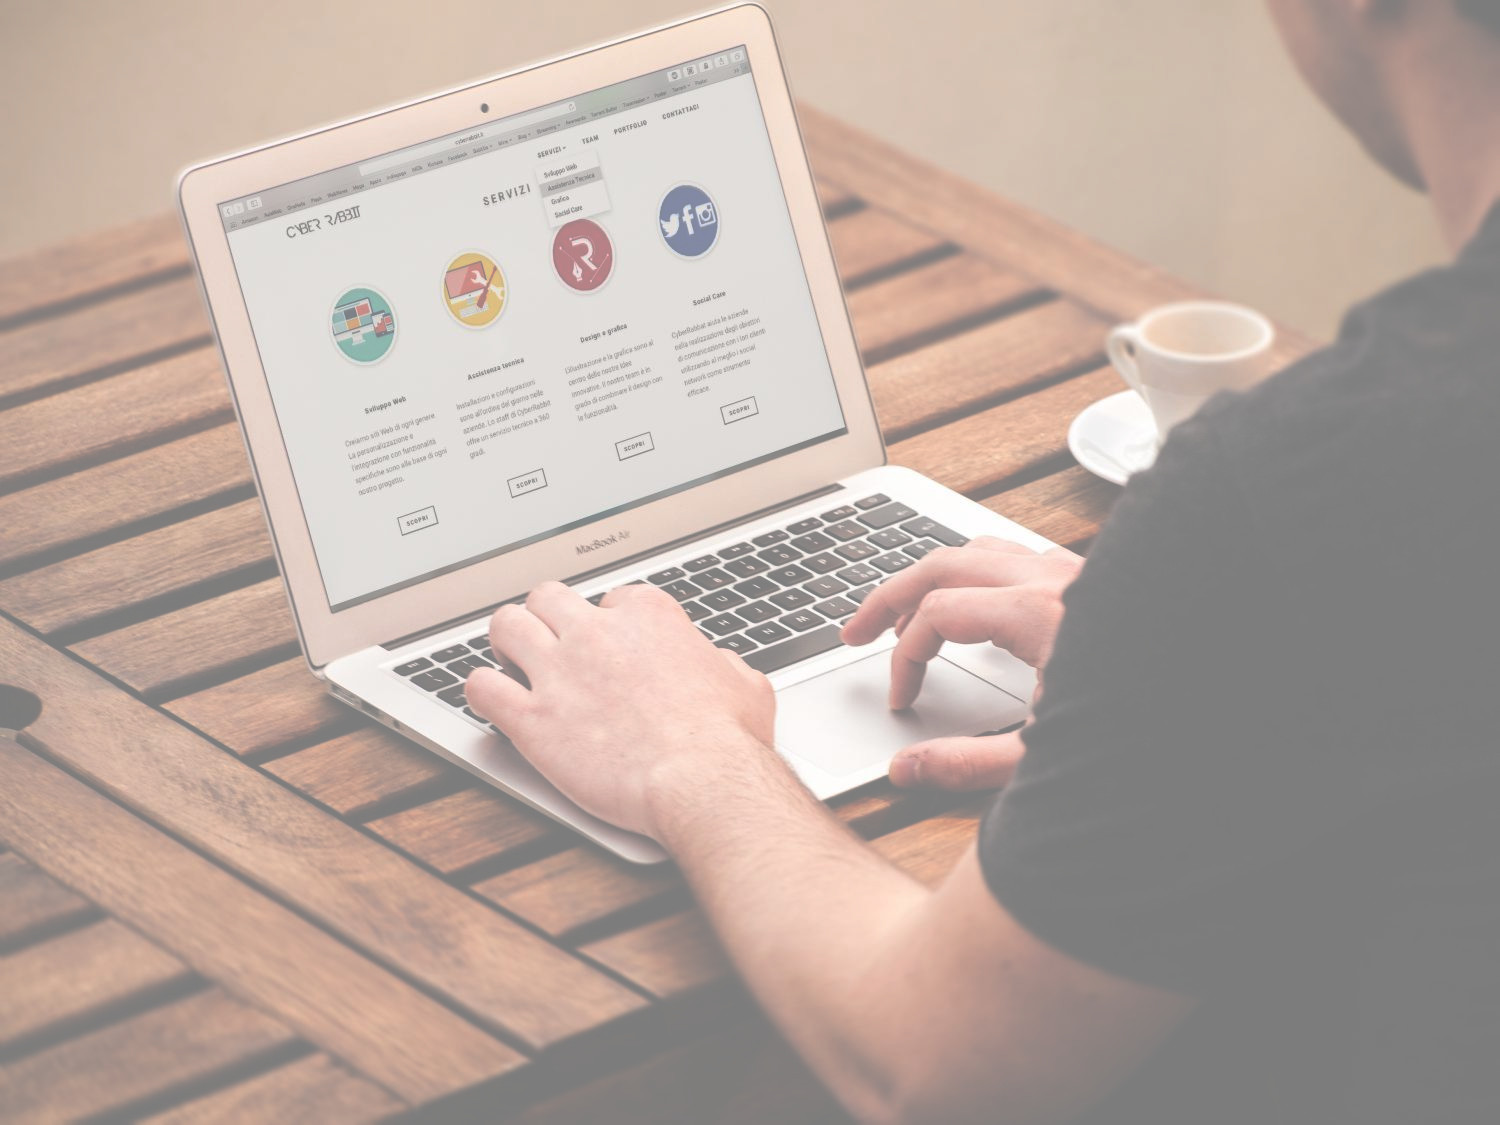 cyberrabbit.it
CYBER RABBIT
SERVIZI
TEAM
PORTFOLIO
CONTATTACI
Sviluppo Web
Assistenza Tecnica
Grafica
Social Care
SERVIZI
Sviluppo Web
Creiamo siti Web di ogni genere.
La personalizzazione e
l'integrazione con funzionalità
specifiche sono alla base di ogni
nostro progetto.
SCOPRI
Assistenza tecnica
Installazioni e configurazioni
sono all'ordine del giorno nelle
aziende. Lo staff di CyberRabbit
offre un servizio tecnico a 360
gradi.
SCOPRI
Design e grafica
L'illustrazione e la grafica sono al
centro delle nostre idee
innovative. Il nostro team è in
grado di combinare il design con
le funzionalità.
SCOPRI
Social Care
CyberRabbit aiuta le aziende
nella realizzazione degli obiettivi
di comunicazione con i lori clienti
utilizzando al meglio i social
network come strumento
efficace.
SCOPRI
MacBook Air